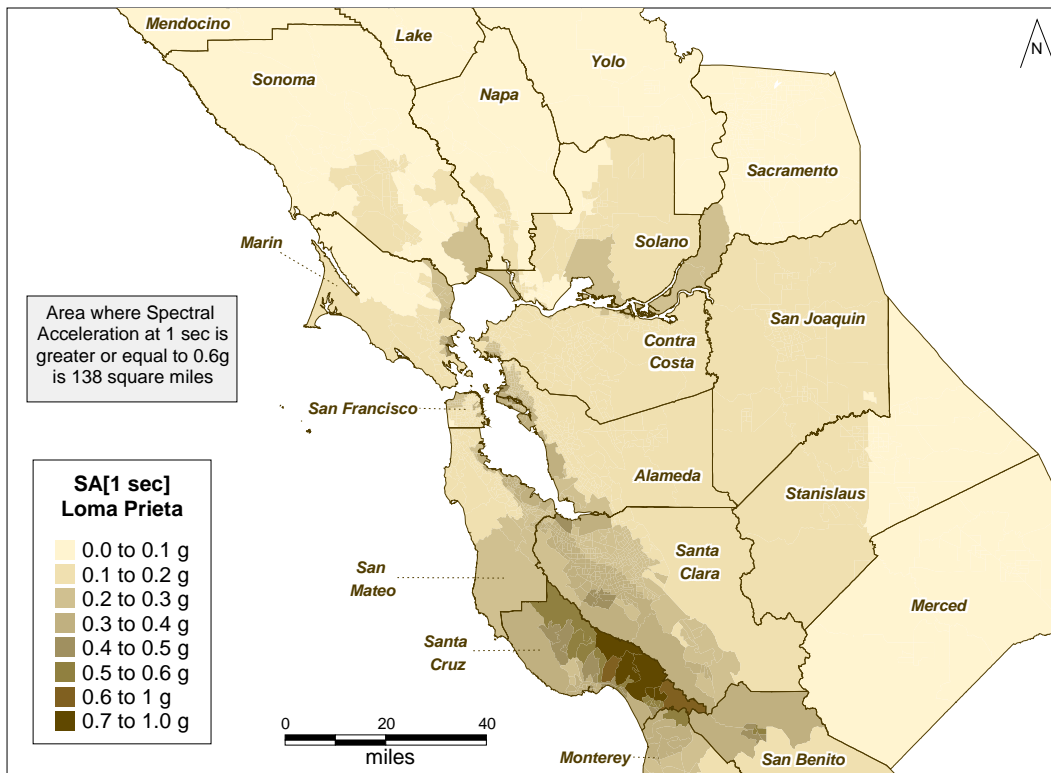 Mendocino
Lake
Yolo
N
Sonoma
Napa
Sacramento
Marin
Solano
Area where Spectral
Acceleration at 1 sec is
greater or equal to 0.6g
is 138 square miles
San Joaquin
Contra
Costa
San Francisco
Alameda
Stanislaus
SA[1 sec]
Loma Prieta
0.0 to 0.1 g
0.1 to 0.2 g
0.2 to 0.3 g
0.3 to 0.4 g
0.4 to 0.5 g
0.5 to 0.6 g
0.6 to 1 g
0.7 to 1.0 g
Santa
Clara
San
Mateo
Merced
Santa
Cruz
0 20 40
miles
Monterey
San Benito